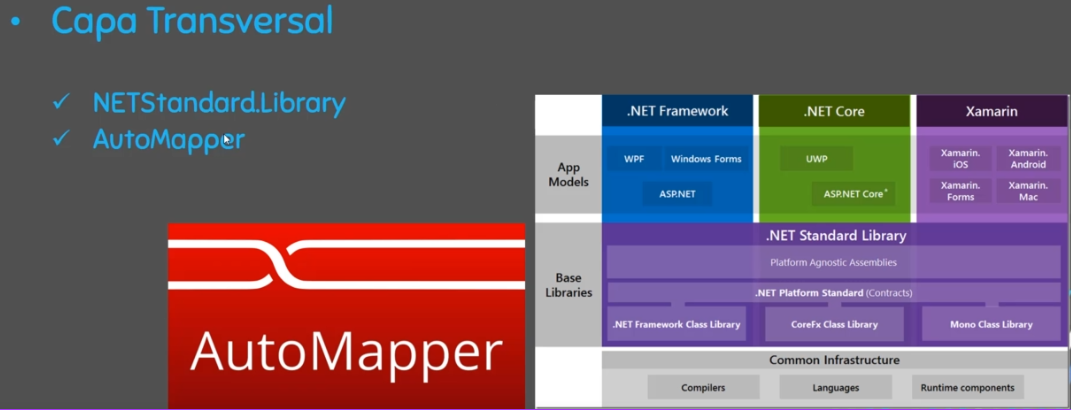 • Capa Transversal
✓ NETStandard.Library
✓ AutoMapper
AutoMapper
.NET Framework
.NET Core
Xamarin
App Models
WPF
Windows Forms
ASP.NET
UWP
ASP.NET Core*
Xamarin. iOS
Xamarin. Android
Xamarin. Forms
Xamarin. Mac
Base Libraries
.NET Standard Library
Platform Agnostic Assemblies
.NET Platform Standard (Contracts)
.NET Framework Class Library
CoreFx Class Library
Mono Class Library
Common Infrastructure
Compilers
Languages
Runtime components